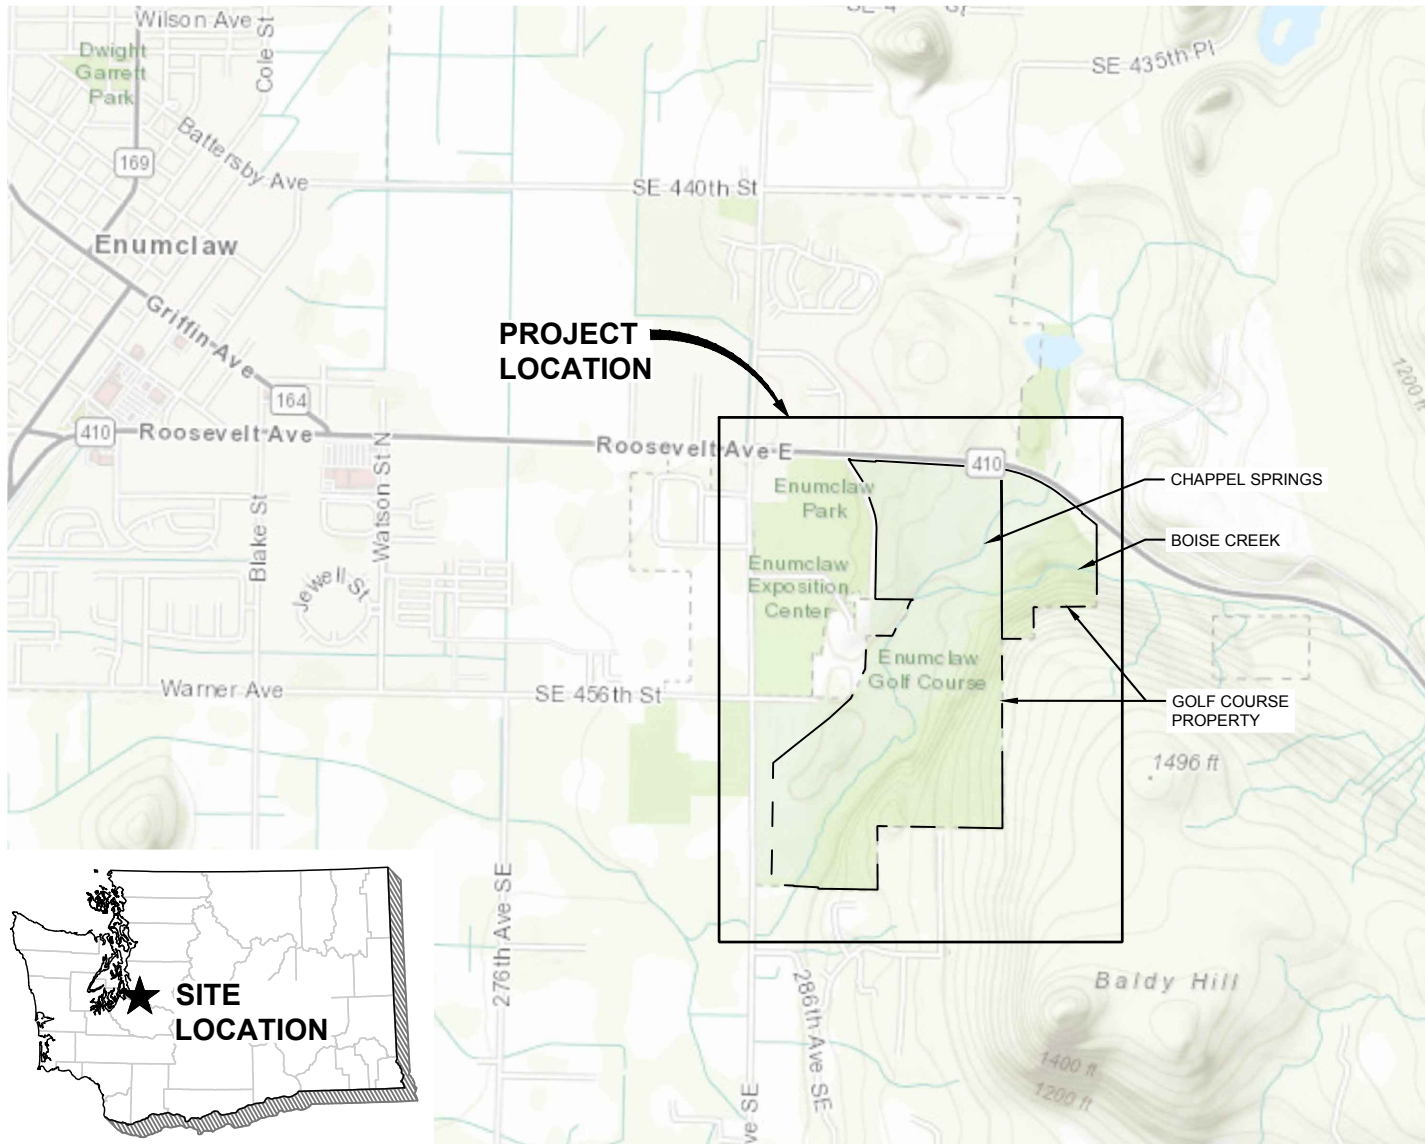 Wilson Ave
Cole St
Dwight
Garrett
Park
SE 435th Pl
169
Battersby Ave
SE 440th St
Enumclaw
Griffin Ave
PROJECT
LOCATION
1200 ft
164
410
Roosevelt Ave
Watson St N
Roosevelt Ave E
410
Enumclaw
Park
CHAPPEL SPRINGS
Blake St
BOISE CREEK
Enumclaw
Exposition..
Center
Jewell St
Enumclaw
Golf Course
Warner Ave
SE 456th St
GOLF COURSE
PROPERTY
1496 ft
276th Ave SE
286th Ave SE
Baldy Hill
SITE
LOCATION
1400 ft
1200 ft
ve SE